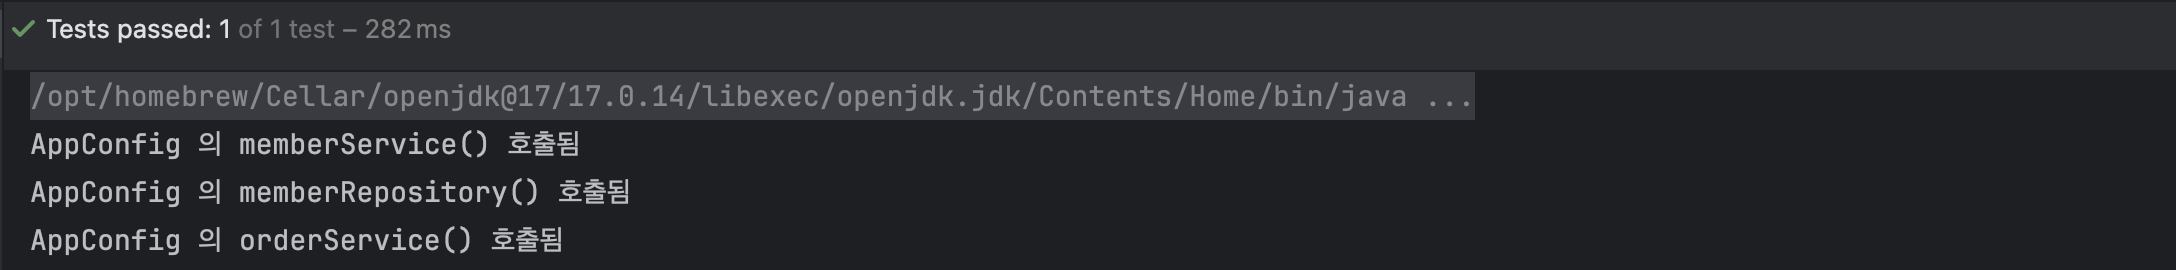 Tests passed: 1 of 1 test – 282 ms
/opt/homebrew/Cellar/openjdk@17/17.0.14/libexec/openjdk.jdk/Contents/Home/bin/java ...
AppConfig 의 memberService() 호출됨
AppConfig 의 memberRepository() 호출됨
AppConfig 의 orderService() 호출됨